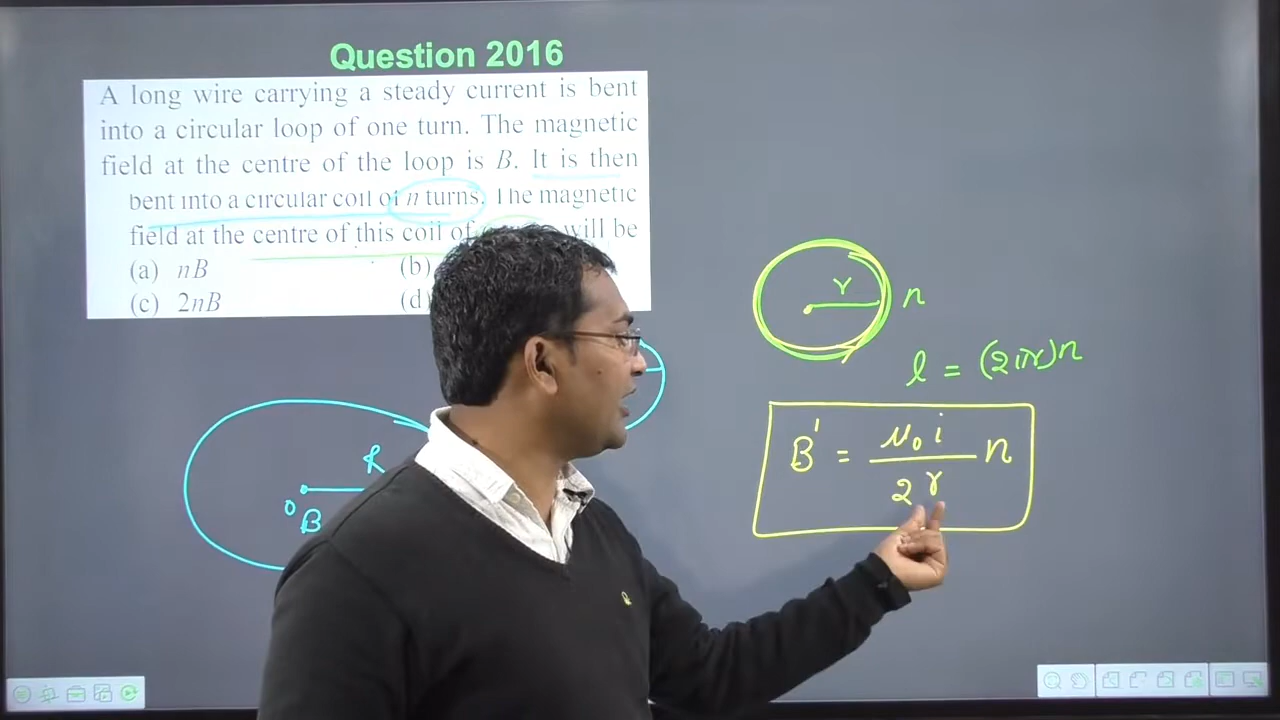 Question 2016
A long wire carrying a steady current is bent
into a circular loop of one turn. The magnetic
field at the centre of the loop is B. It is then
bent into a circular coil of n turns. The magnetic
field at the centre of this coil of will be
(a) nB (b)
(c) 2nB (d)
r n
l = (2πr)n
B' = μ₀i/2r n
R
O
B